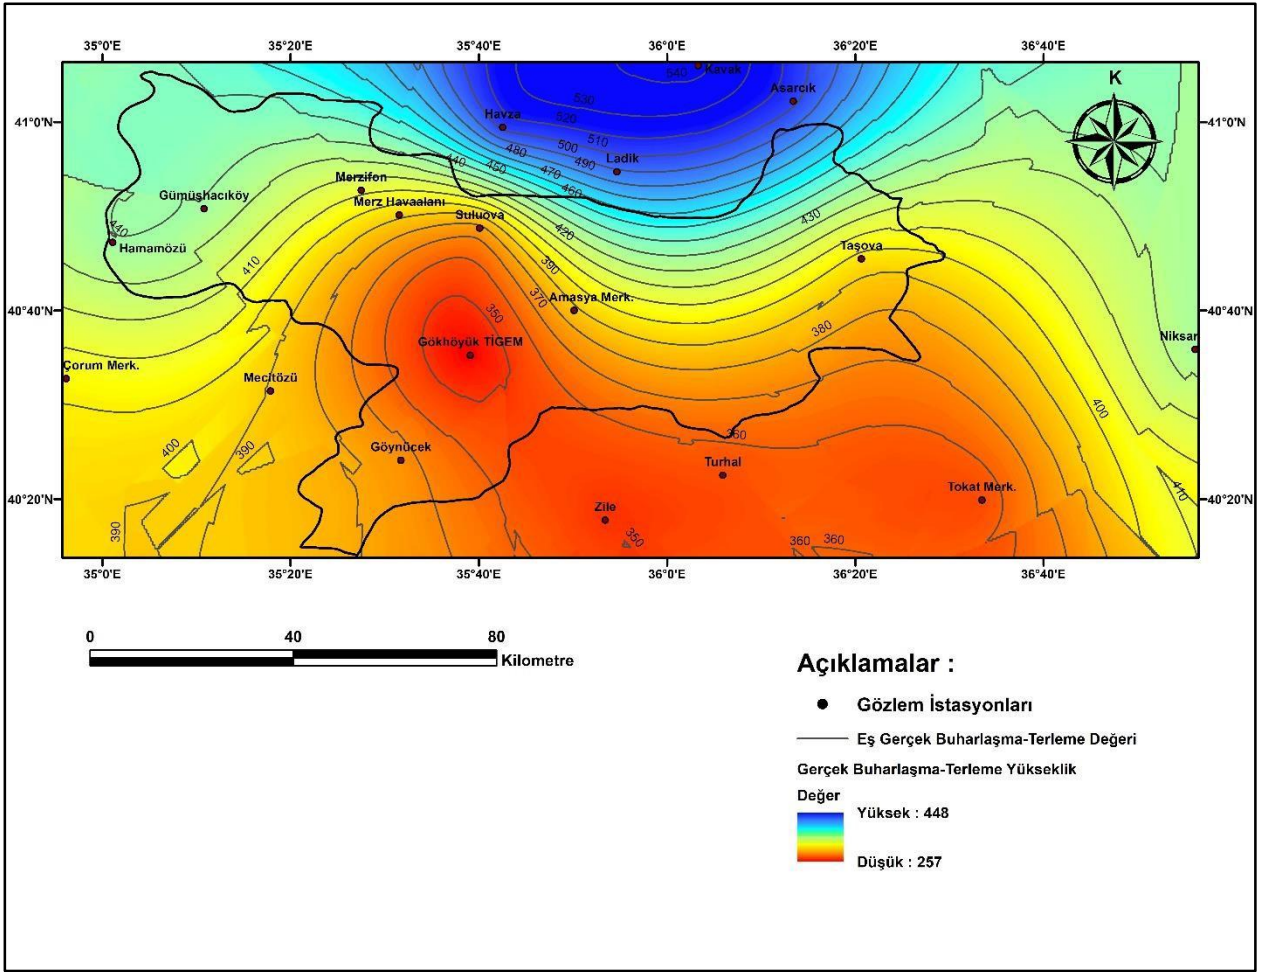 35°0'E 35°20'E 35°40'E 36°0'E 36°20'E 36°40'E
540 Kavak
K
Asarcık
530
Havza
520
41°0'N 41°0'N
510
500
480
Ladik
440 490
450 470
460
Merzifon
Gümüşhacıköy
Merz Havaalanı
Suluova
430
440
420
Hamamözü
Taşova
410 390
370
Amasya Merk.
40°40'N 40°40'N
350
380
Niksar
Gökhöyük TİGEM
Çorum Merk.
Mecitözü
400
360
400 390
Göynüçek
Turhal
Tokat Merk.
410
40°20'N 40°20'N
Zile
390
350
360 360
35°0'E 35°20'E 35°40'E 36°0'E 36°20'E 36°40'E
0 40 80
Kilometre
Açıklamalar :
Gözlem İstasyonları
Eş Gerçek Buharlaşma-Terleme Değeri
Gerçek Buharlaşma-Terleme Yükseklik
Değer
Yüksek : 448
Düşük : 257